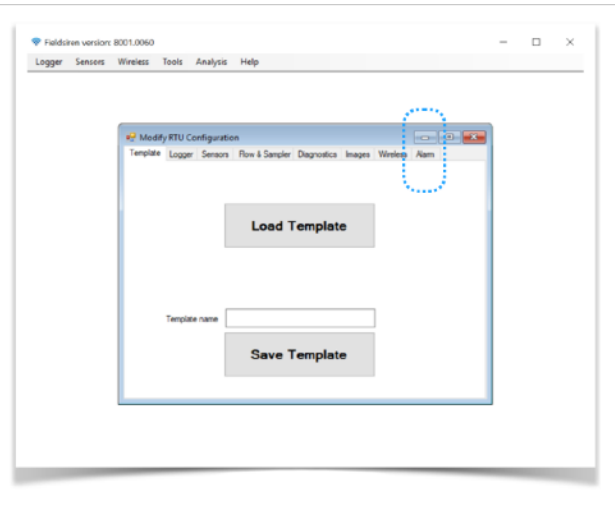 Fieldsiren version: 8001.0060
Logger Sensors Wireless Tools Analysis Help
Modify RTU Configuration
Template Logger Sensors Flow & Sampler Diagnostics Images Wireless Alarm
Load Template
Template name
Save Template